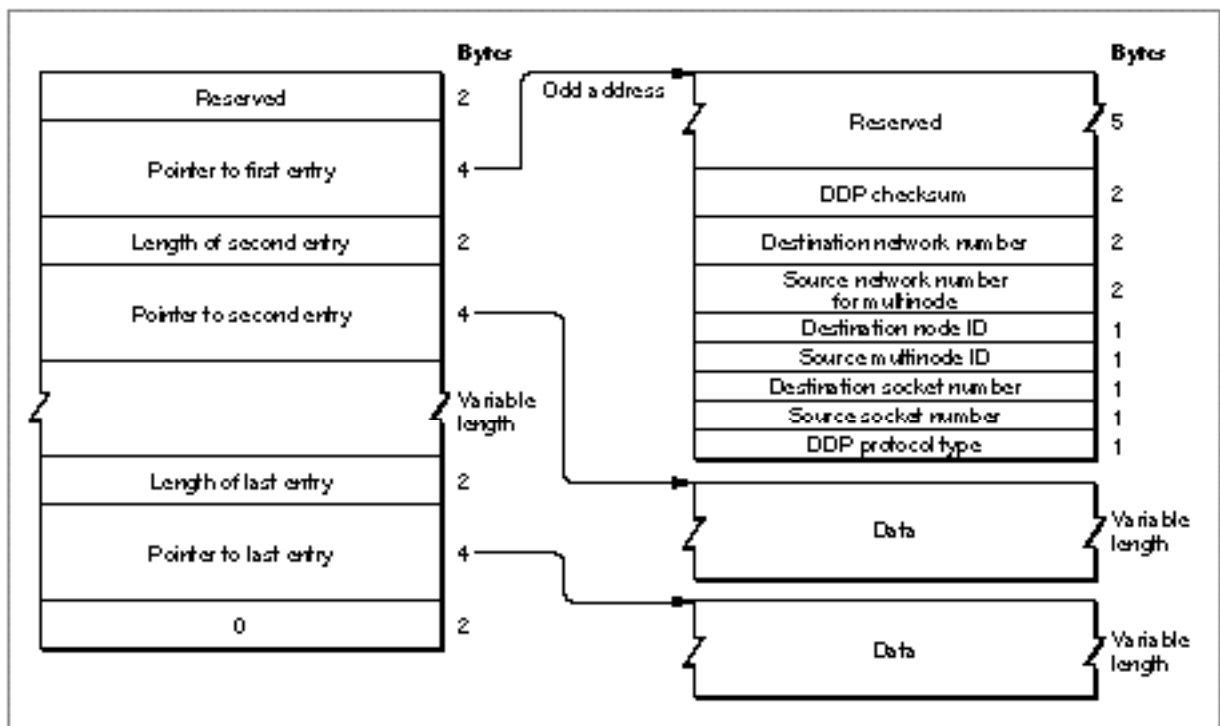 Bytes
Reserved
2
Pointer to first entry
4
Length of second entry
2
Pointer to second entry
4
Variable
length
Length of last entry
2
Pointer to last entry
4
0
2
Odd address
Bytes
Reserved
5
DDP checksum
2
Destination network number
2
Source network number
for multinode
2
Destination node ID
1
Source multinode ID
1
Destination socket number
1
Source socket number
1
DDP protocol type
1
Data
Variable
length
Data
Variable
length